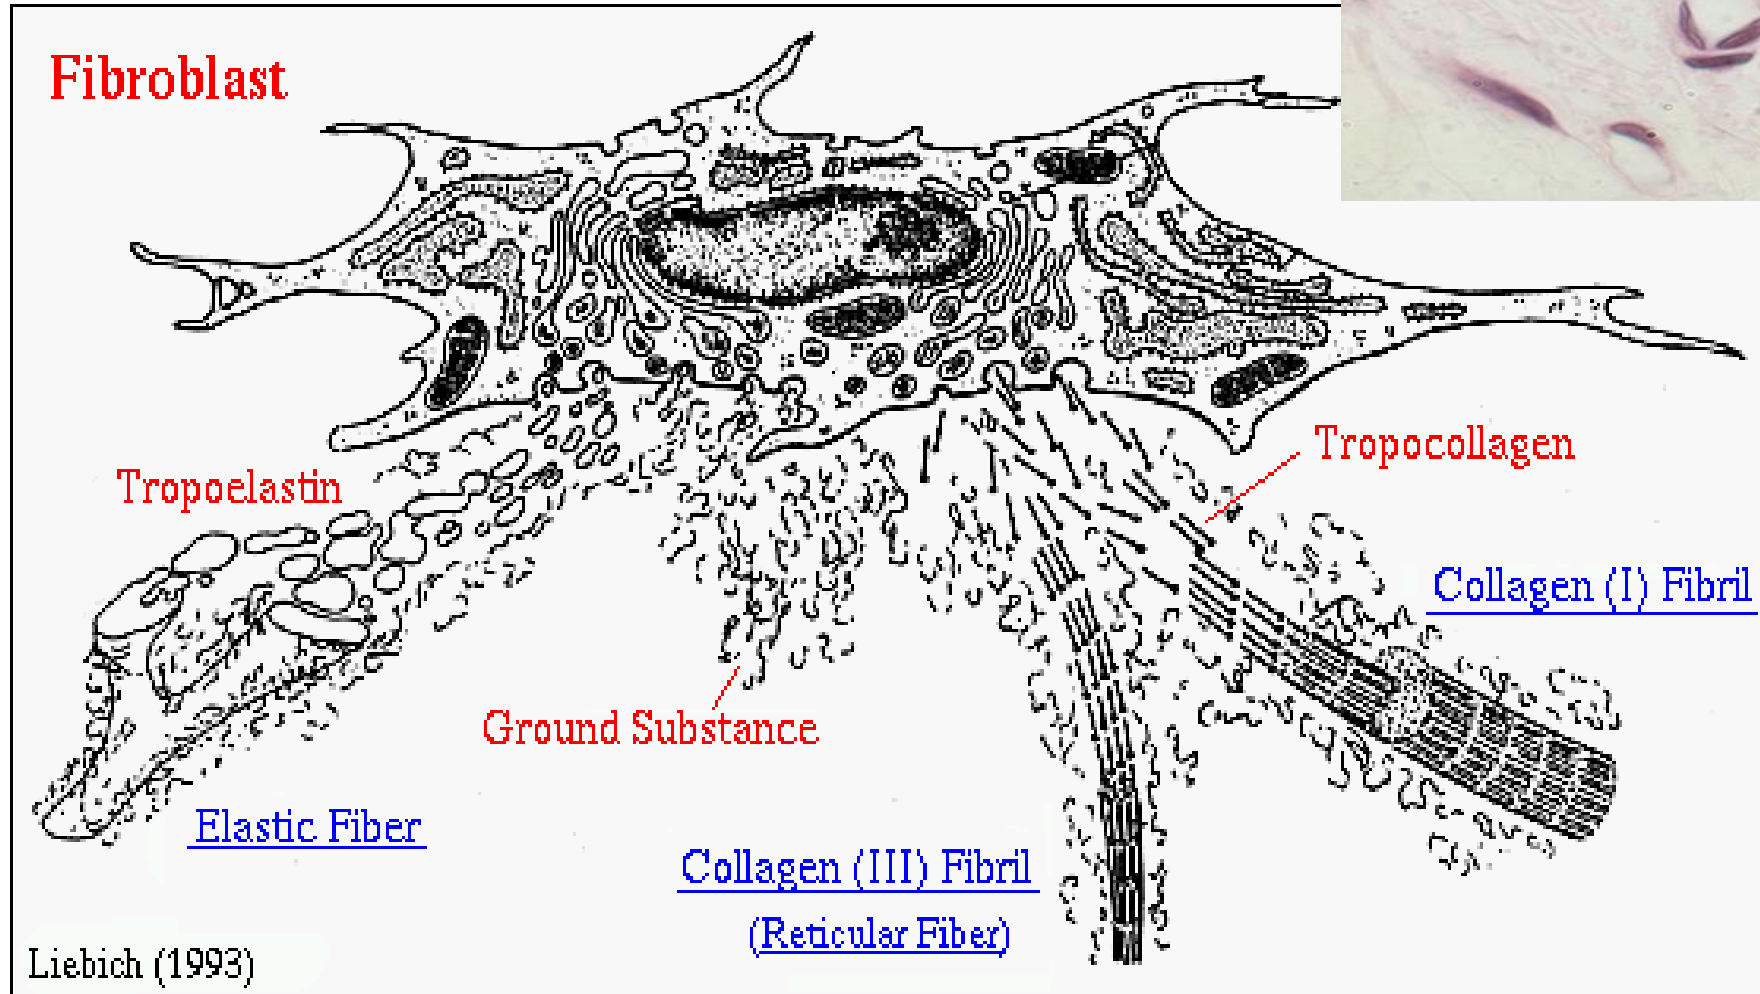 Fibroblast
Tropocollagen
Tropoelastin
Collagen (I) Fibril
Ground Substance
Elastic Fiber
Collagen (III) Fibril
(Reticular Fiber)
Liebich (1993)